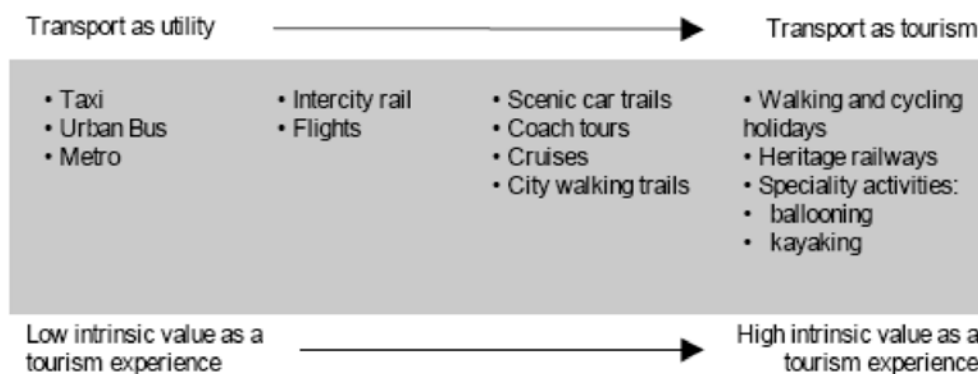 Transport as utility
Transport as tourism
• Taxi
• Urban Bus
• Metro
• Intercity rail
• Flights
• Scenic car trails
• Coach tours
• Cruises
• City walking trails
• Walking and cycling
holidays
• Heritage railways
• Speciality activities:
• ballooning
• kayaking
Low intrinsic value as a
tourism experience
High intrinsic value as a
tourism experience